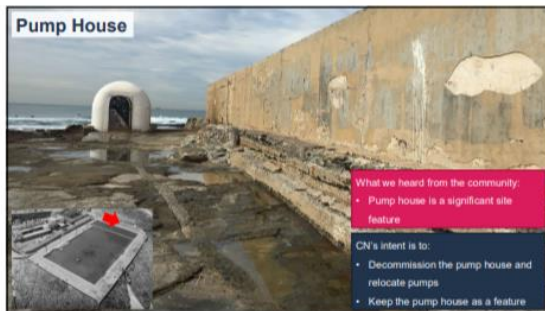 Pump House
What we heard from the community:
• Pump house is a significant site
feature
CN's intent is to:
• Decommission the pump house and
relocate pumps
• Keep the pump house as a feature